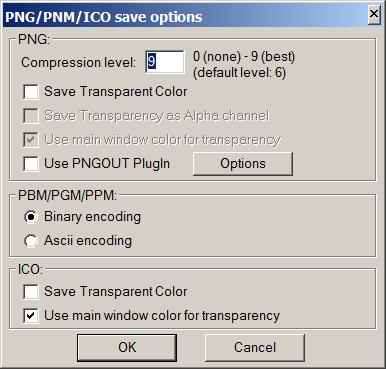 PNG/PNM/ICO save options
PNG:
Compression level: 9 0 (none) - 9 (best)
(default level: 6)
Save Transparent Color
Save Transparency as Alpha channel
Use main window color for transparency
Use PNGOUT PlugIn Options
PBM/PGM/PPM:
Binary encoding
Ascii encoding
ICO:
Save Transparent Color
Use main window color for transparency
OK Cancel